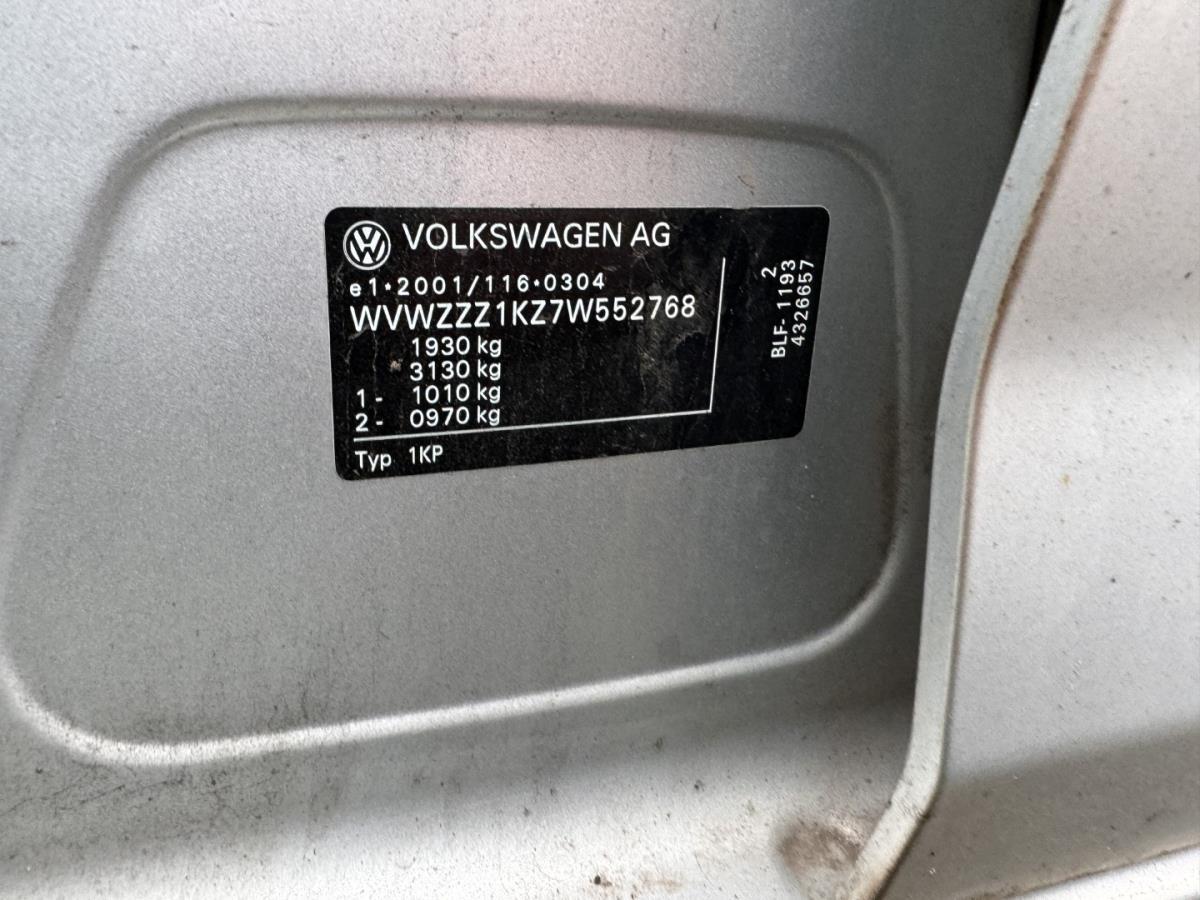 VOLKSWAGEN AG
e1*2001/116*0304
WVWZZZ1KZ7W552768
1930 kg
3130 kg
1 - 1010 kg
2 - 0970 kg
Typ 1KP
2
BLF- 1193
4326657